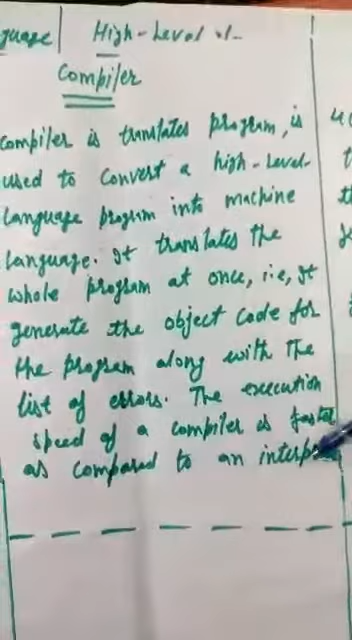 guage | High-Level
Compiler
Compiler is translates program, is
used to convert a high-level-
language program into machine
language. It translates the
whole program at once, i.e, It
generate the object code for
the program along with the
list of errors. The execution
speed of a compiler is faster
as compared to an interp